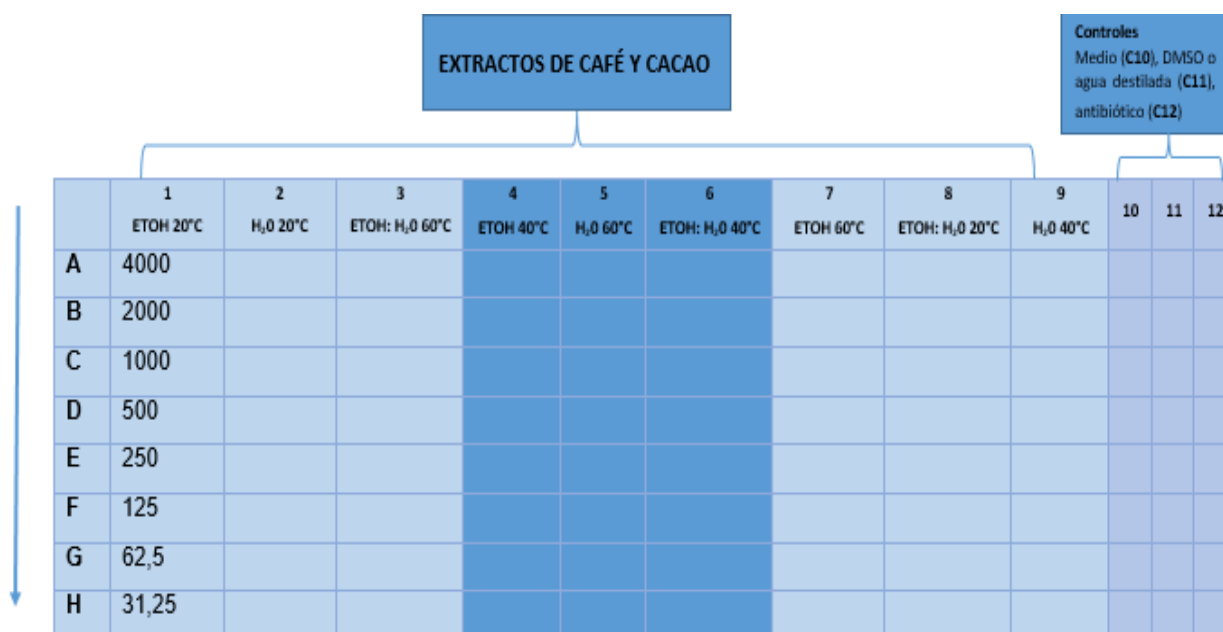 EXTRACTOS DE CAFÉ Y CACAO
Controles
Medio (C10), DMSO o
agua destilada (C11),
antibiótico (C12)
1 2 3 4 5 6 7 8 9 10 11 12
ETOH 20°C H₂0 20°C ETOH: H₂0 60°C ETOH 40°C H₂0 60°C ETOH: H₂0 40°C ETOH 60°C ETOH: H₂0 20°C H₂0 40°C
A 4000
B 2000
C 1000
D 500
E 250
F 125
G 62,5
H 31,25